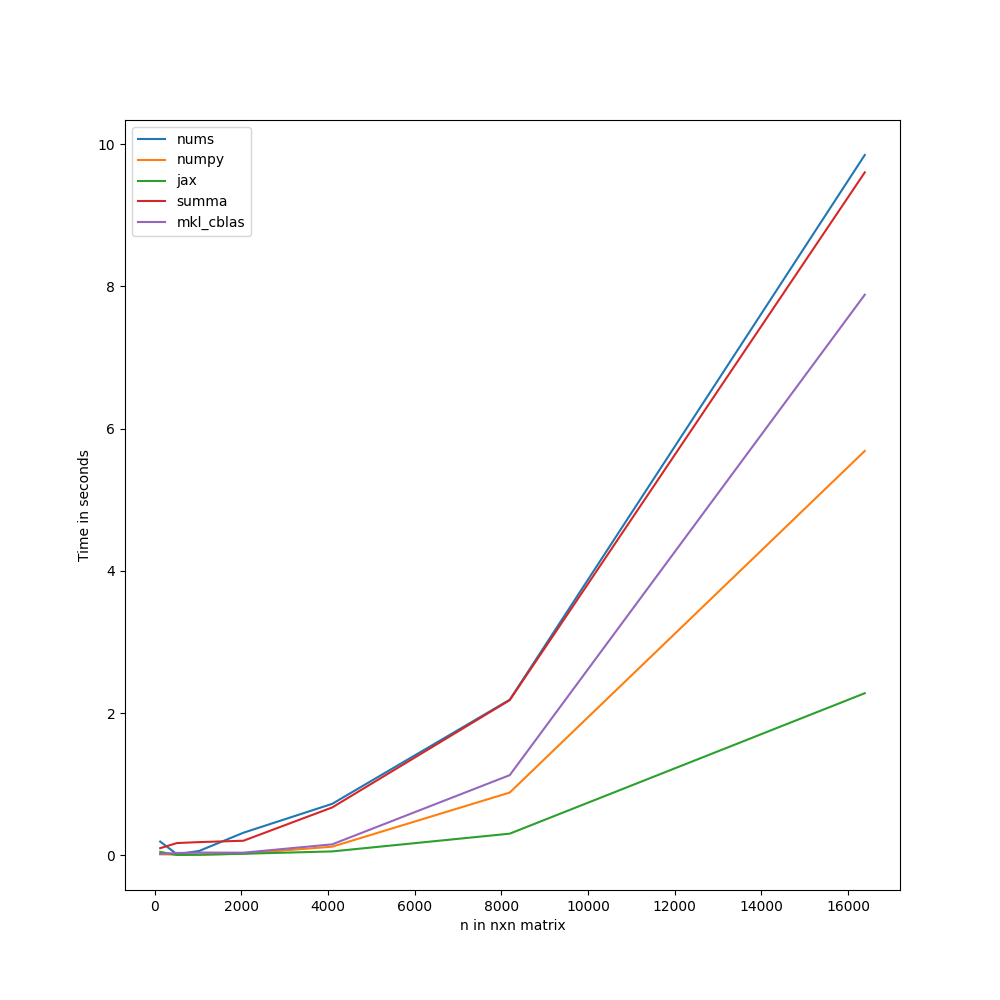 nums
numpy
jax
summa
mkl_cblas
10
8
6
4
2
0
Time in seconds
0 2000 4000 6000 8000 10000 12000 14000 16000
n in nxn matrix